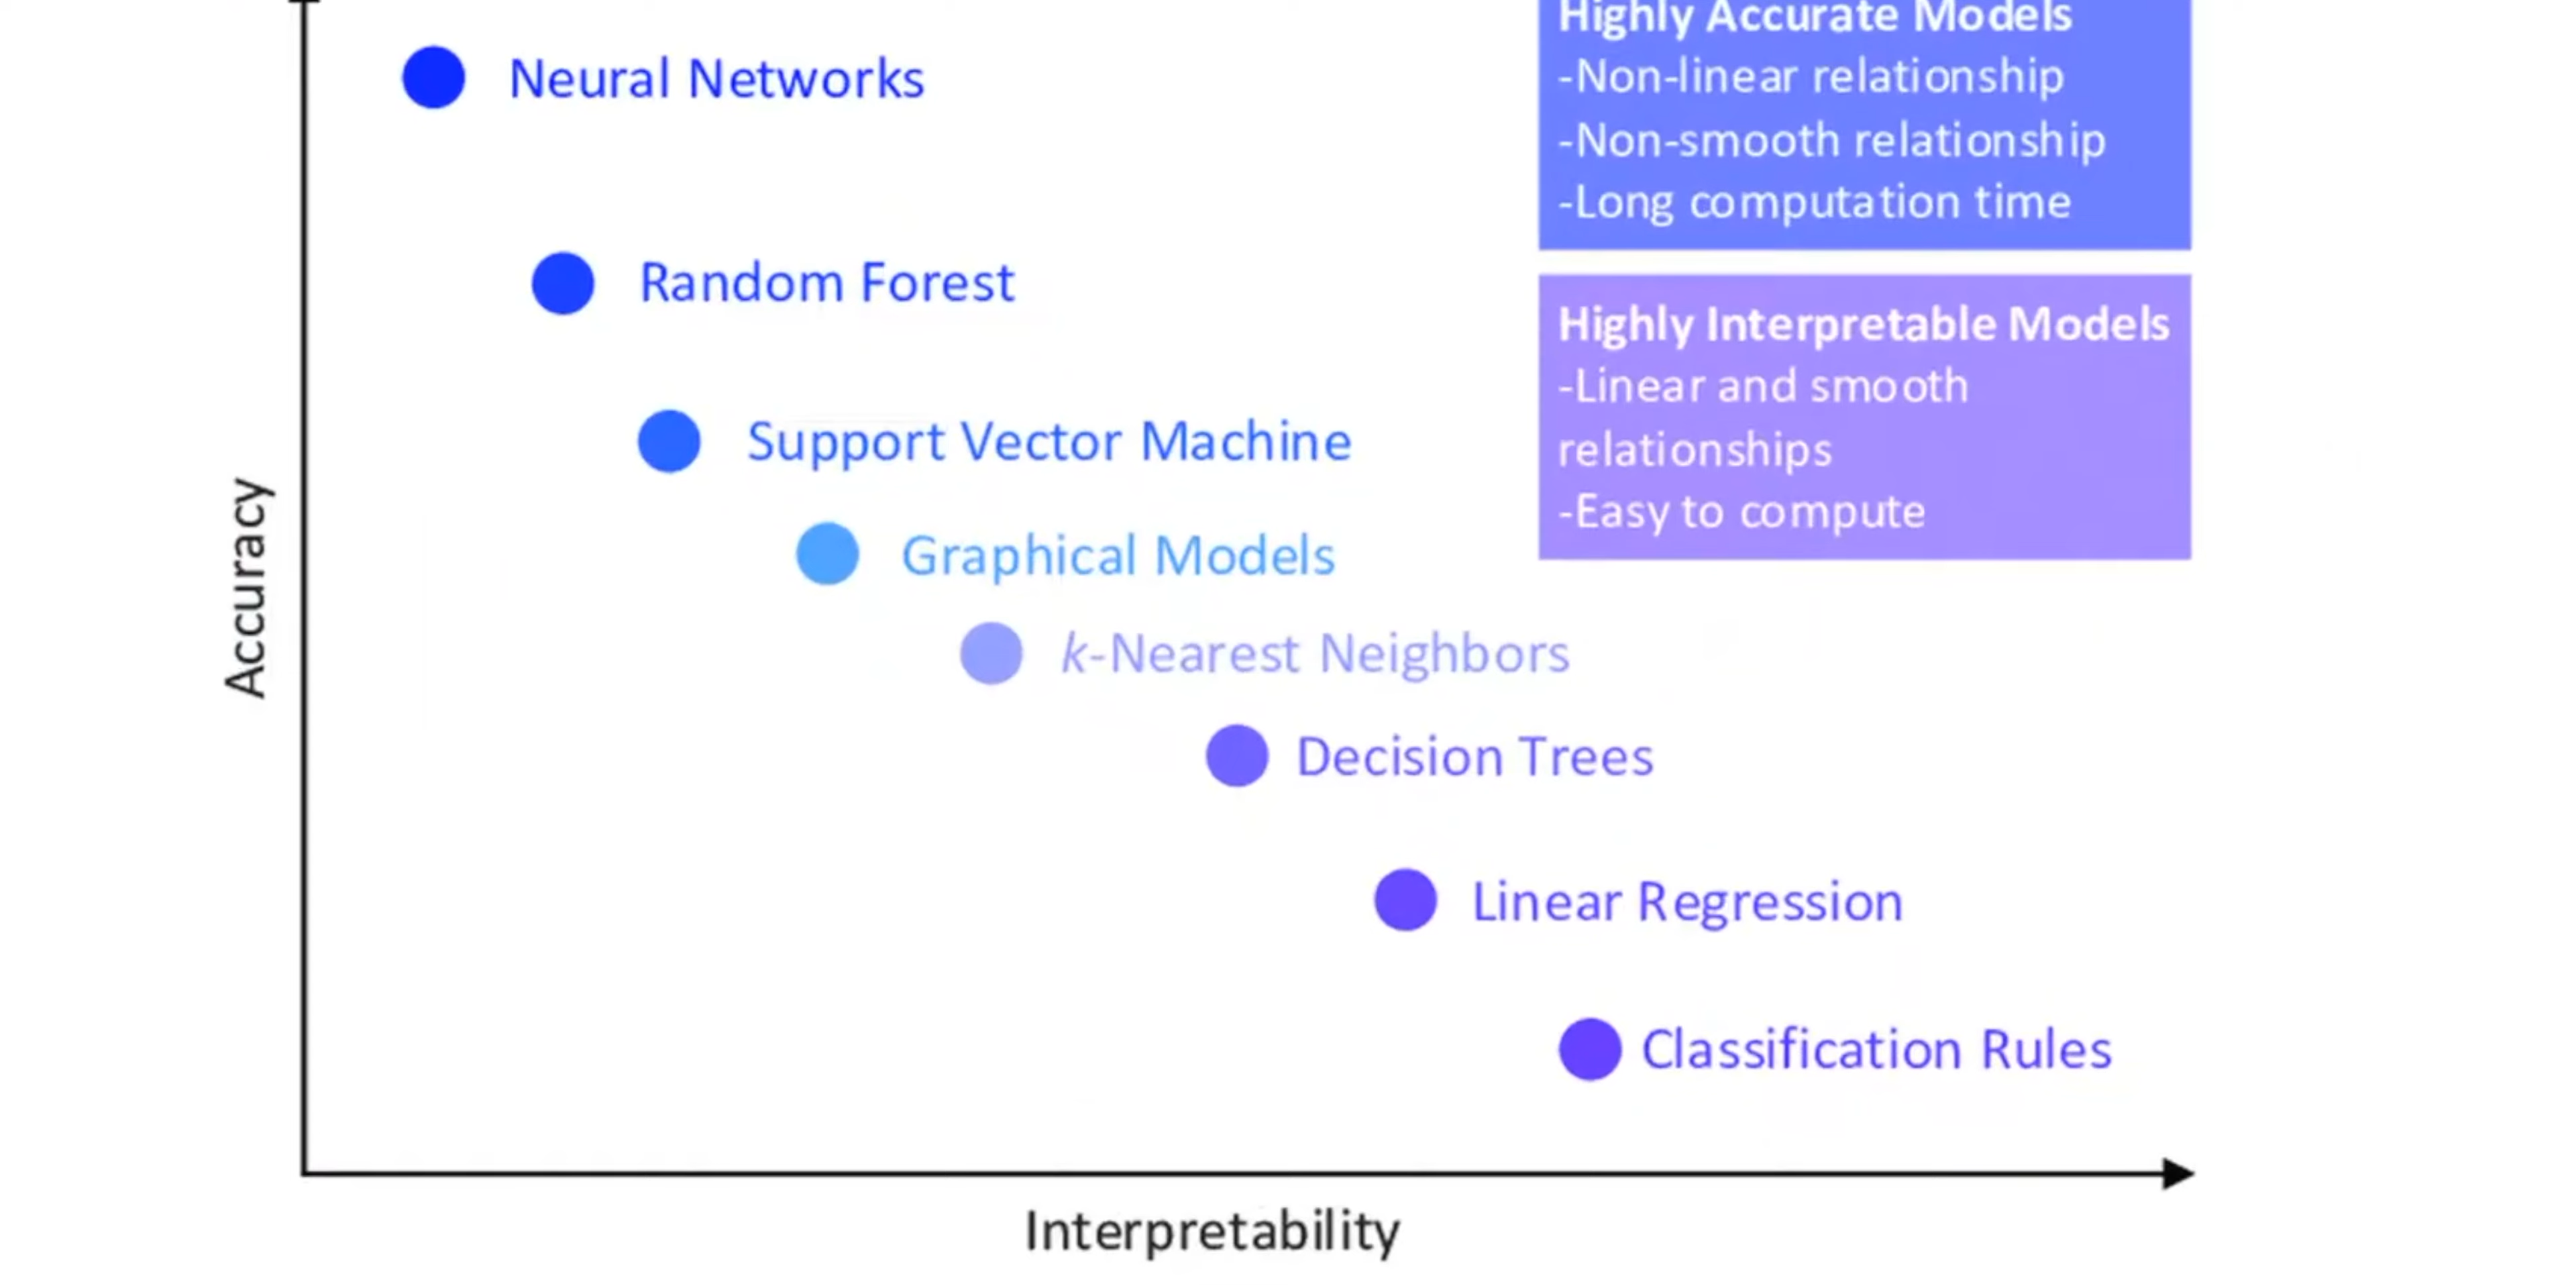 Highly Accurate Models
-Non-linear relationship
-Non-smooth relationship
-Long computation time
Highly Interpretable Models
-Linear and smooth
relationships
-Easy to compute
Neural Networks
Random Forest
Support Vector Machine
Graphical Models
k-Nearest Neighbors
Decision Trees
Linear Regression
Classification Rules
Accuracy
Interpretability